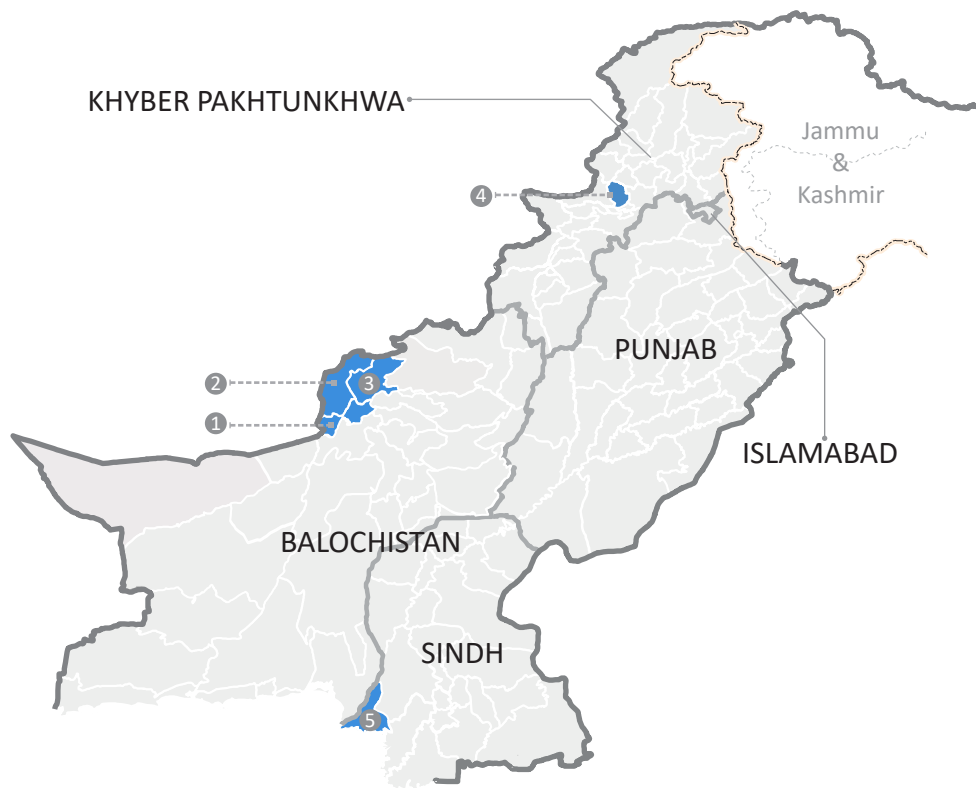 KHYBER PAKHTUNKHWA
Jammu
&
Kashmir
4
PUNJAB
2
3
1
ISLAMABAD
BALOCHISTAN
SINDH
5